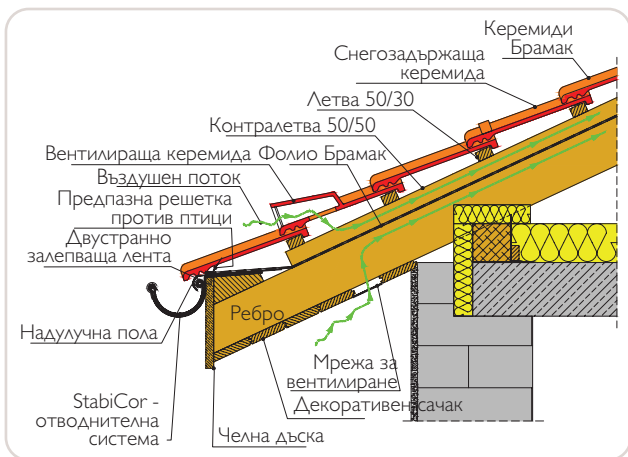 Керемиди
Брамак
Снегозадържаща
керемида
Летва 50/30
Контралетва 50/50
Вентилираща керемида
Фолио Брамак
Въздушен поток
Предпазна решетка
против птици
Двустранно
залепваща лента
Ребро
Надулучна пола
Мрежа за
вентилиране
StabiCor -
отводнителна
система
Декоративен сачак
Челна дъска